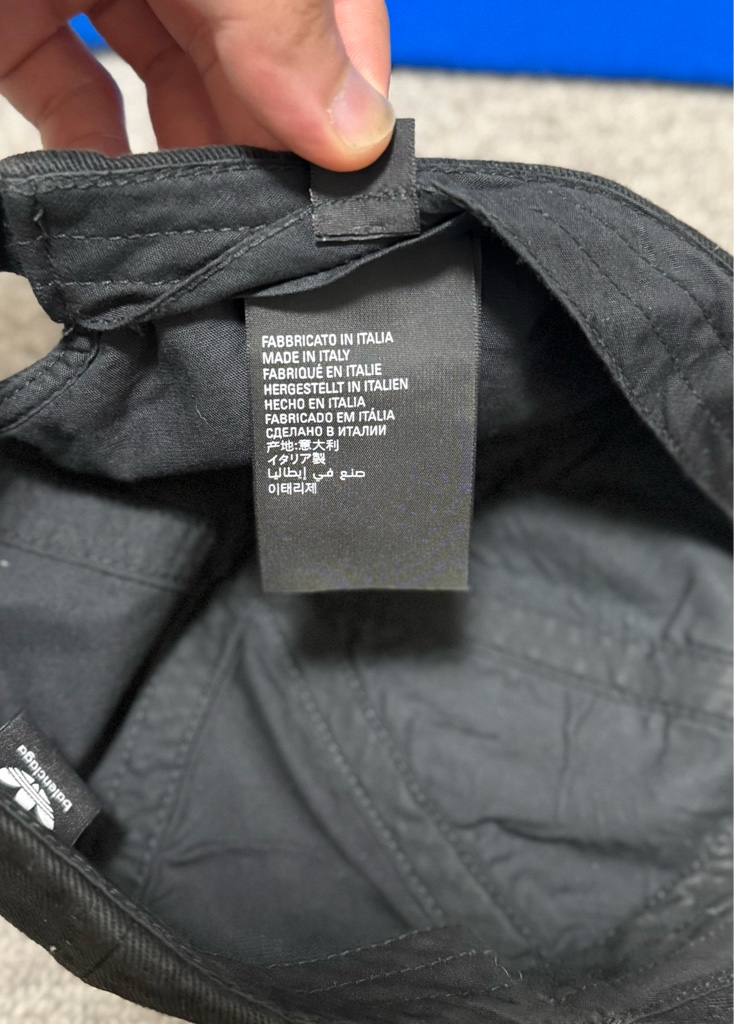 FABBRICATO IN ITALIA
MADE IN ITALY
FABRIQUÉ EN ITALIE
HERGESTELLT IN ITALIEN
HECHO EN ITALIA
FABRICADO EM ITÁLIA
СДЕЛАНО В ИТАЛИИ
产地:意大利
イタリア製
صنع في إيطاليا
이태리제
balenciaga